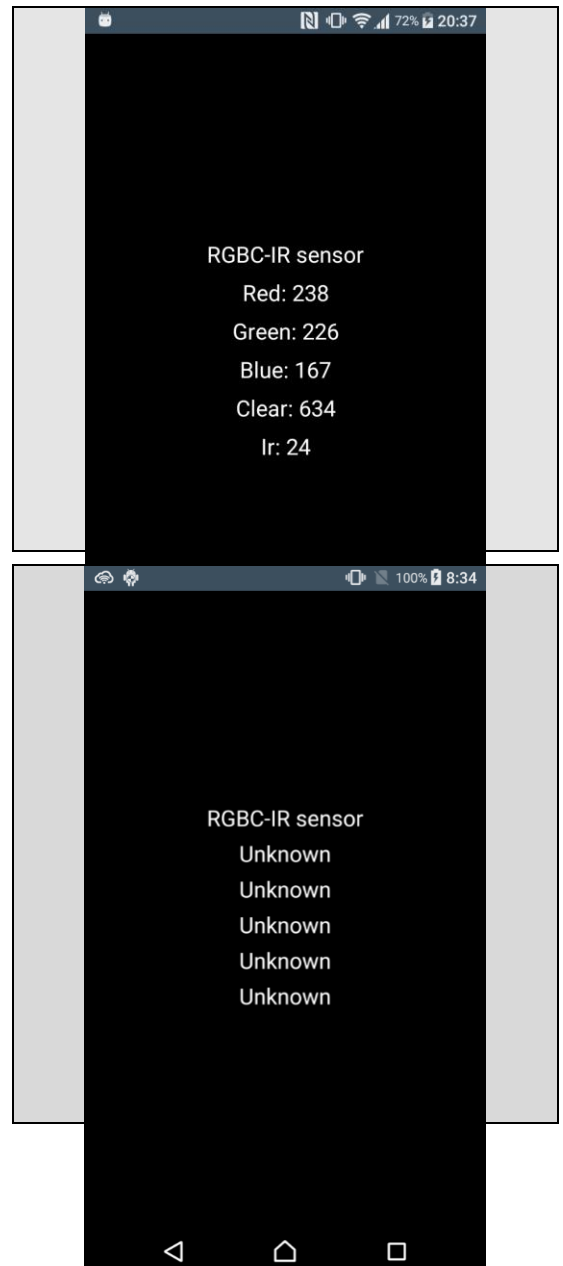 72% 20:37
RGBC-IR sensor
Red: 238
Green: 226
Blue: 167
Clear: 634
Ir: 24
100% 8:34
RGBC-IR sensor
Unknown
Unknown
Unknown
Unknown
Unknown